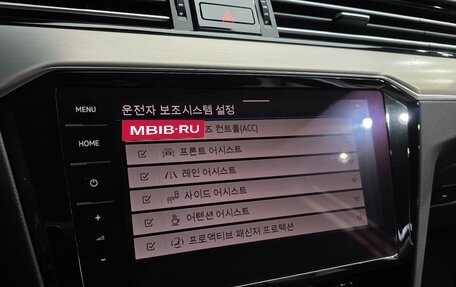 MENU
운전자 보조 시스템 설정
MBIB-RU
즈 컨트롤(ACC)
HOME
프론트 어시스트
레인 어시스트
사이드 어시스트
어텐션 어시스트
프로액티브 패신저 프로텍션